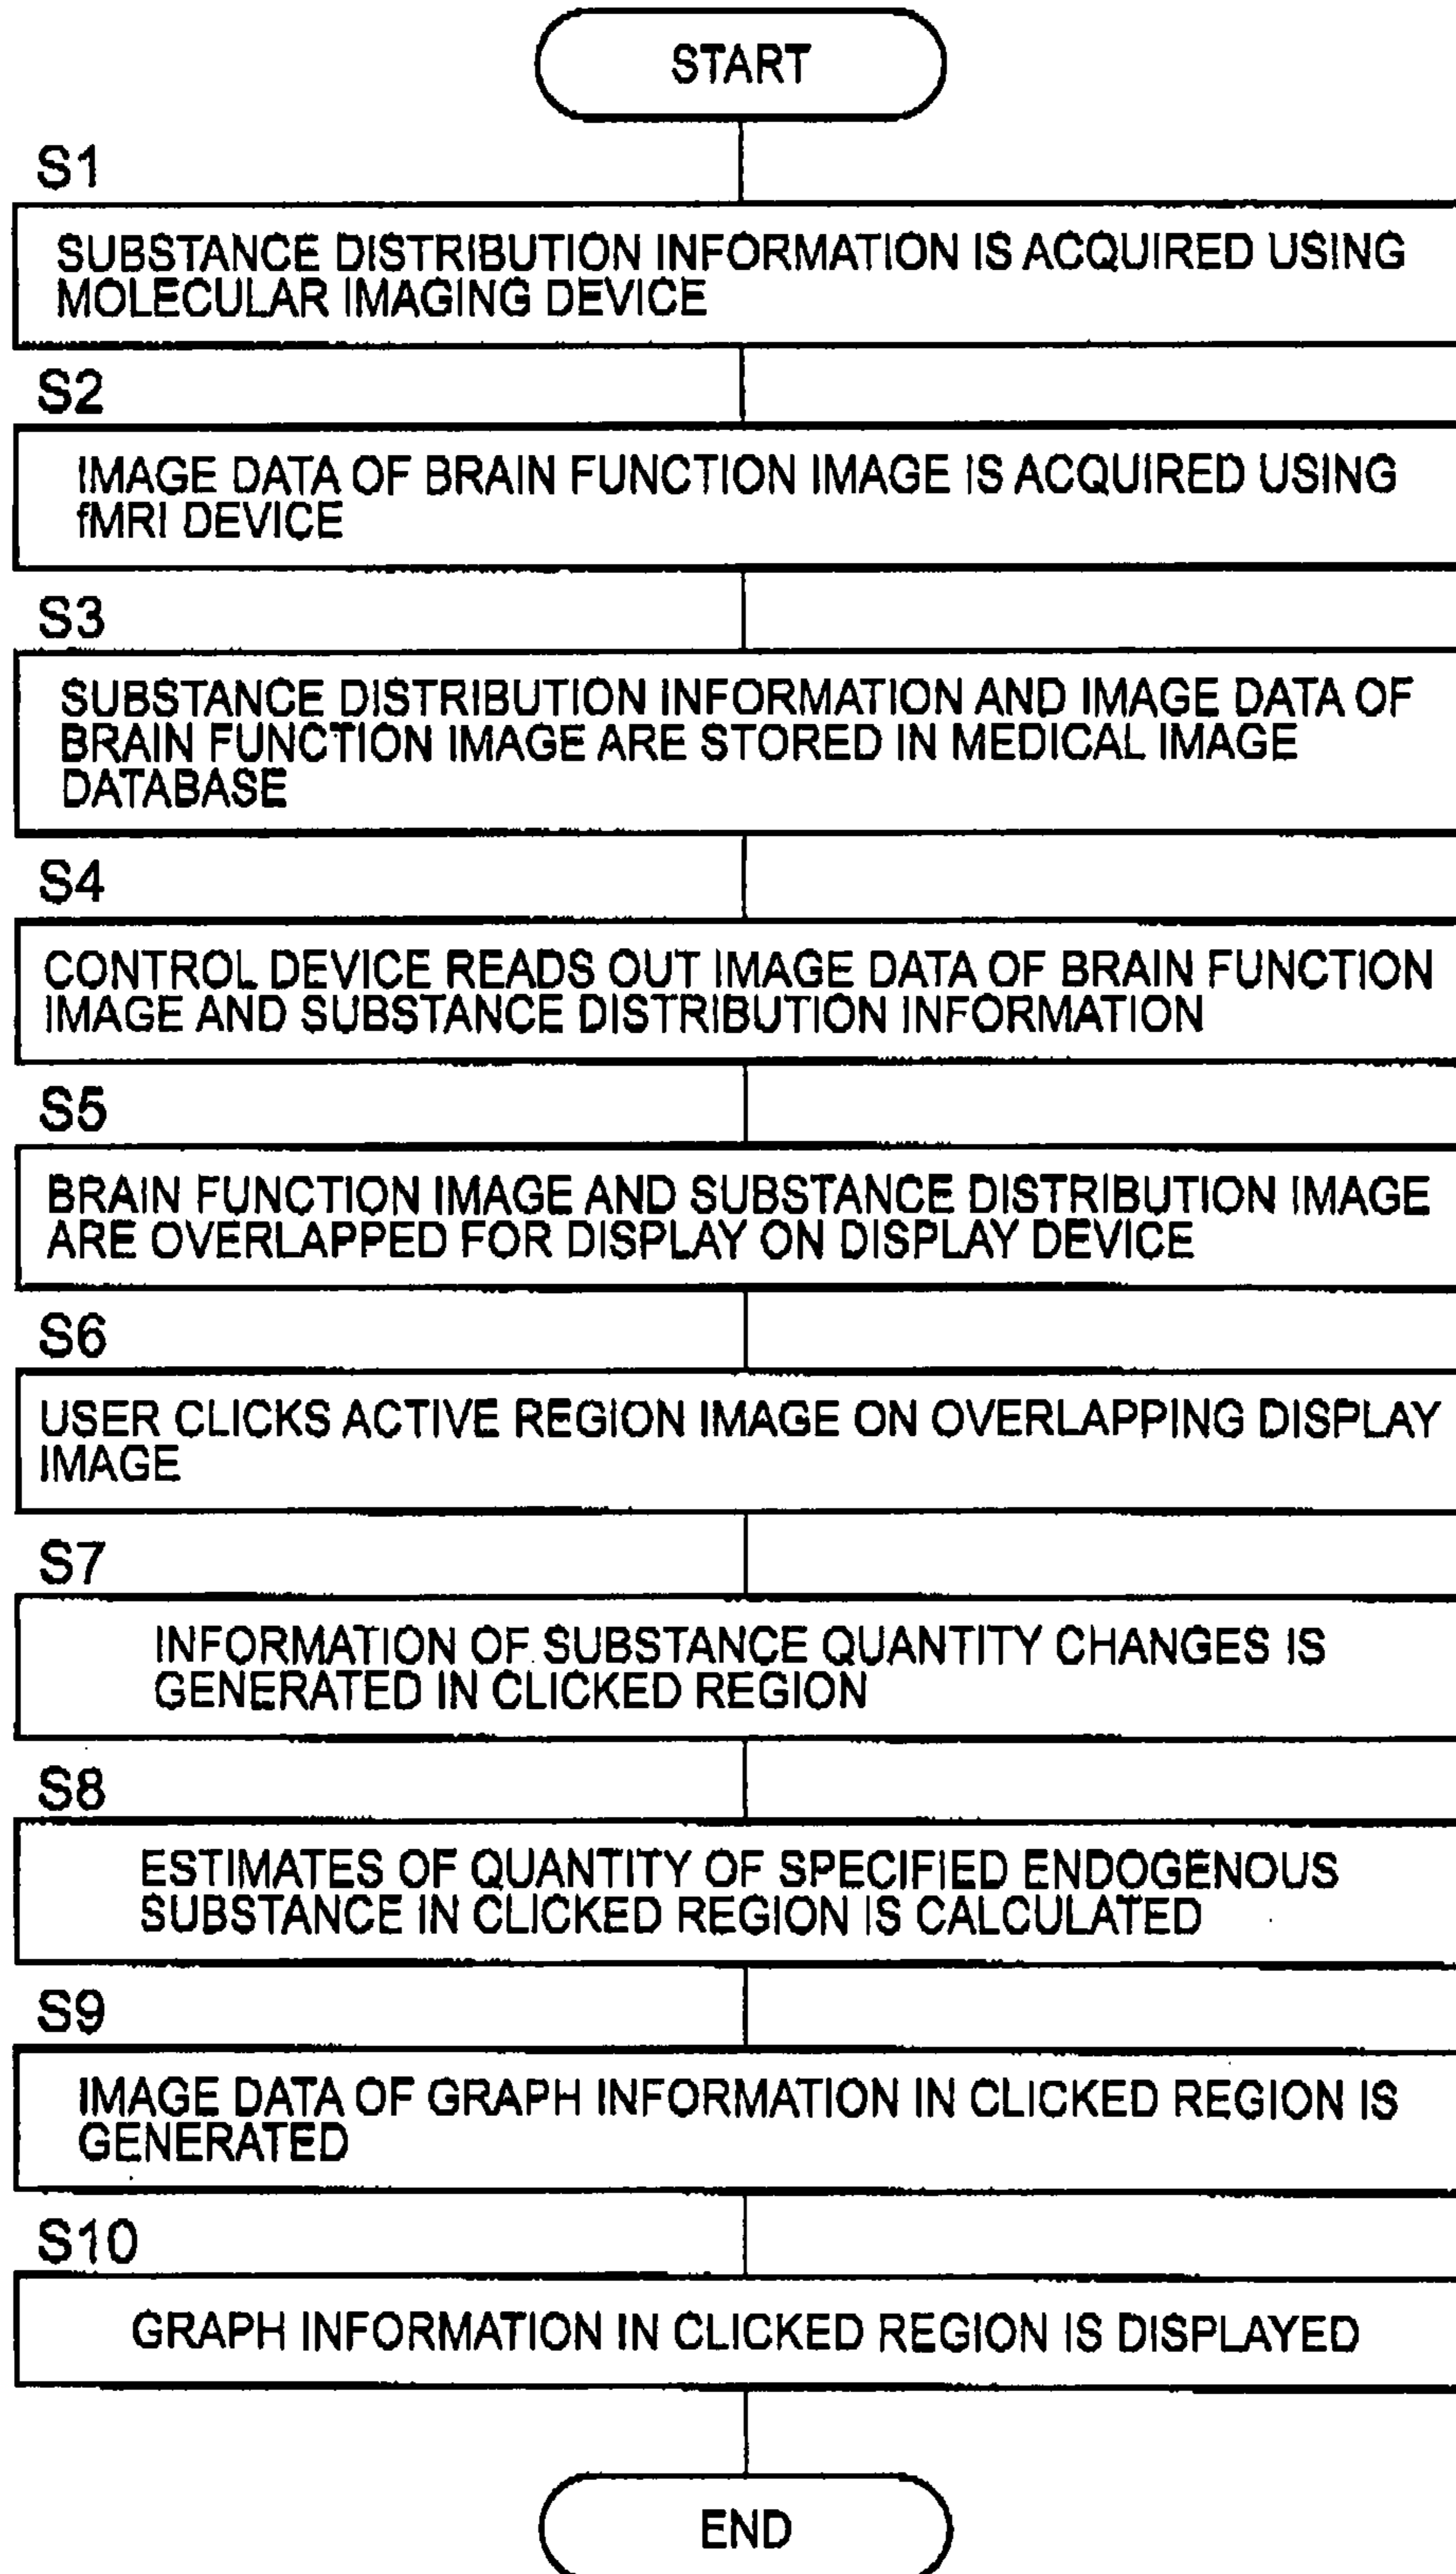 START
S1
SUBSTANCE DISTRIBUTION INFORMATION IS ACQUIRED USING
MOLECULAR IMAGING DEVICE
S2
IMAGE DATA OF BRAIN FUNCTION IMAGE IS ACQUIRED USING
fMRI DEVICE
S3
SUBSTANCE DISTRIBUTION INFORMATION AND IMAGE DATA OF
BRAIN FUNCTION IMAGE ARE STORED IN MEDICAL IMAGE
DATABASE
S4
CONTROL DEVICE READS OUT IMAGE DATA OF BRAIN FUNCTION
IMAGE AND SUBSTANCE DISTRIBUTION INFORMATION
S5
BRAIN FUNCTION IMAGE AND SUBSTANCE DISTRIBUTION IMAGE
ARE OVERLAPPED FOR DISPLAY ON DISPLAY DEVICE
S6
USER CLICKS ACTIVE REGION IMAGE ON OVERLAPPING DISPLAY
IMAGE
S7
INFORMATION OF SUBSTANCE QUANTITY CHANGES IS
GENERATED IN CLICKED REGION
S8
ESTIMATES OF QUANTITY OF SPECIFIED ENDOGENOUS
SUBSTANCE IN CLICKED REGION IS CALCULATED
S9
IMAGE DATA OF GRAPH INFORMATION IN CLICKED REGION IS
GENERATED
S10
GRAPH INFORMATION IN CLICKED REGION IS DISPLAYED
END